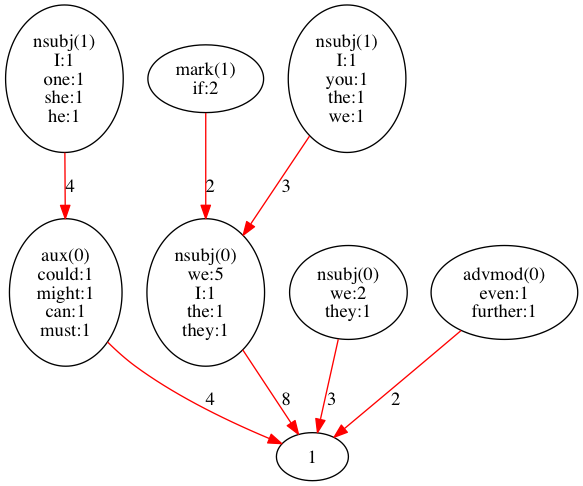 nsubj(1)
I:1
one:1
she:1
he:1
mark(1)
if:2
nsubj(1)
I:1
you:1
the:1
we:1
4
2
3
aux(0)
could:1
might:1
can:1
must:1
nsubj(0)
we:5
I:1
the:1
they:1
nsubj(0)
we:2
they:1
advmod(0)
even:1
further:1
4
8
3
2
1